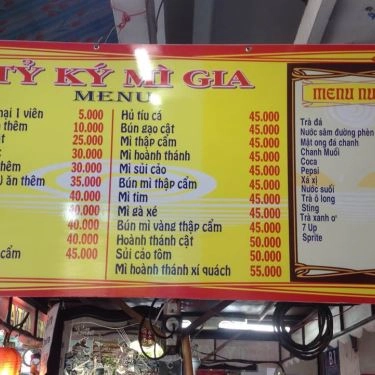 TỶ KÝ MÌ GIA
MENU
1 viên 5.000
thêm 10.000
25.000
30.000
thêm 30.000
ăn thêm 35.000
40.000
40.000
40.000
40.000
cẩm 45.000
Hủ tíu cá 45.000
Bún gạo cật 45.000
Mì thập cẩm 45.000
Mì hoành thánh 45.000
Mì sủi cảo 45.000
Bún mì thập cẩm 45.000
Mì tim 45.000
Mì gà xé 45.000
Bún mì vàng thập cẩm 45.000
Hoành thánh cật 50.000
Sủi cảo tôm 50.000
Mì hoành thánh xí quách 55.000
MENU
Trà đá
Nước sâm đường phèn
Mật ong đá chanh
Chanh Muối
Coca
Pepsi
Xá xị
Nước suối
Trà ô long
Sting
Trà xanh
7 Up
Sprite